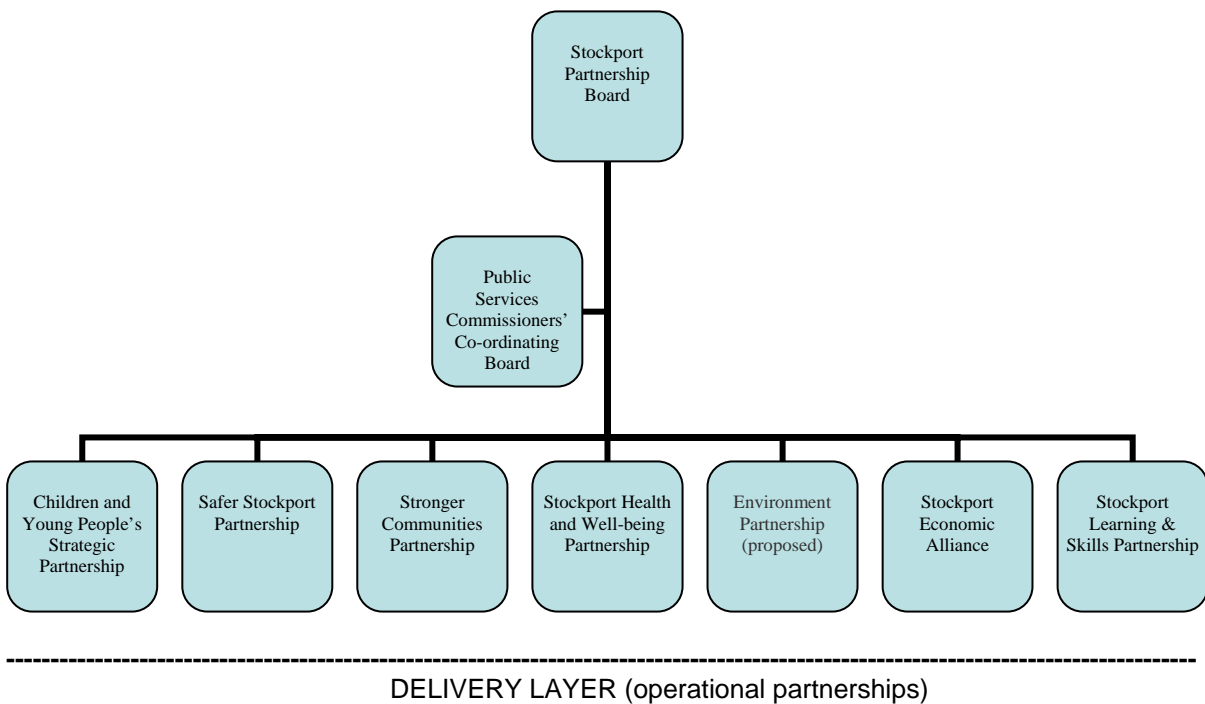 Stockport
Partnership
Board
Public
Services
Commissioners’
Co-ordinating
Board
Children and
Young People’s
Strategic
Partnership
Safer Stockport
Partnership
Stronger
Communities
Partnership
Stockport Health
and Well-being
Partnership
Environment
Partnership
(proposed)
Stockport
Economic
Alliance
Stockport
Learning &
Skills Partnership
DELIVERY LAYER (operational partnerships)